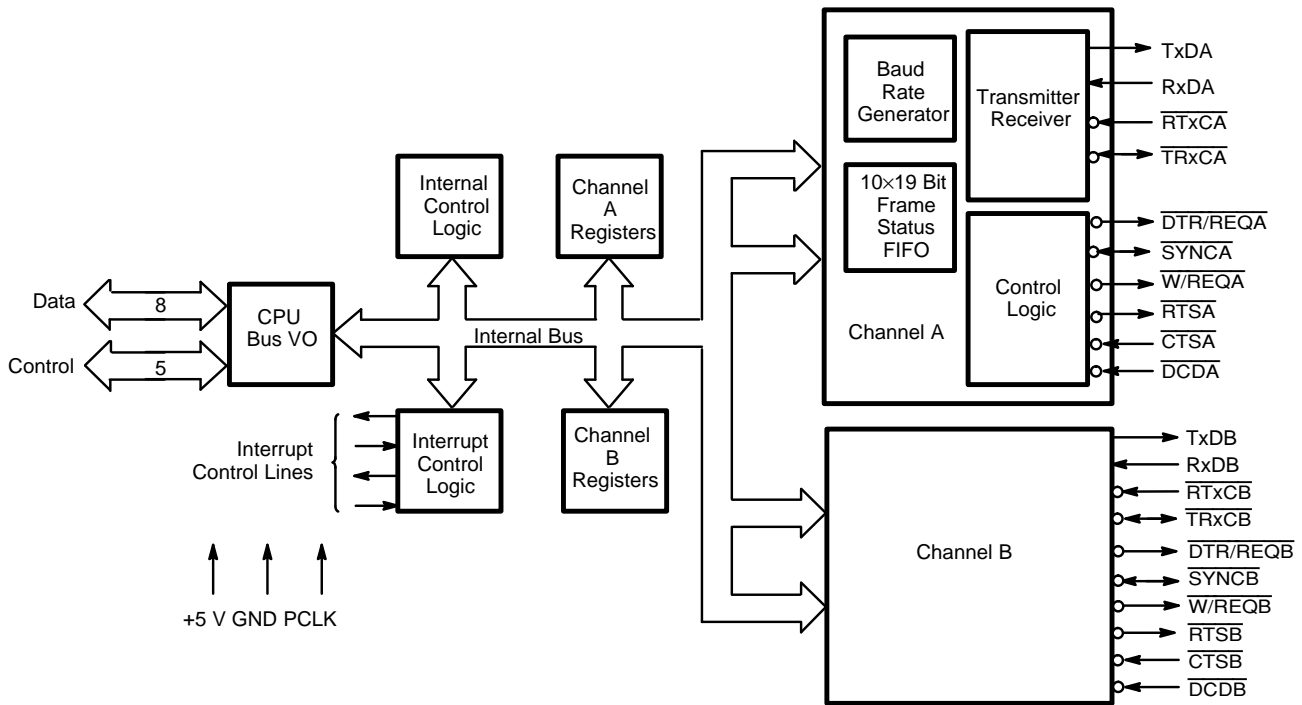 Data
8
Control
5
CPU
Bus VO
Internal
Control
Logic
Channel
A
Registers
Internal Bus
Interrupt
Control Lines
Interrupt
Control
Logic
Channel
B
Registers
+5 V GND PCLK
Baud
Rate
Generator
10×19 Bit
Frame
Status
FIFO
Transmitter
Receiver
Control
Logic
Channel A
TxDA
RxDA
RTxCA
TRxCA
DTR/REQA
SYNCA
W/REQA
RTSA
CTSA
DCDA
Channel B
TxDB
RxDB
RTxCB
TRxCB
DTR/REQB
SYNCB
W/REQB
RTSB
CTSB
DCDB